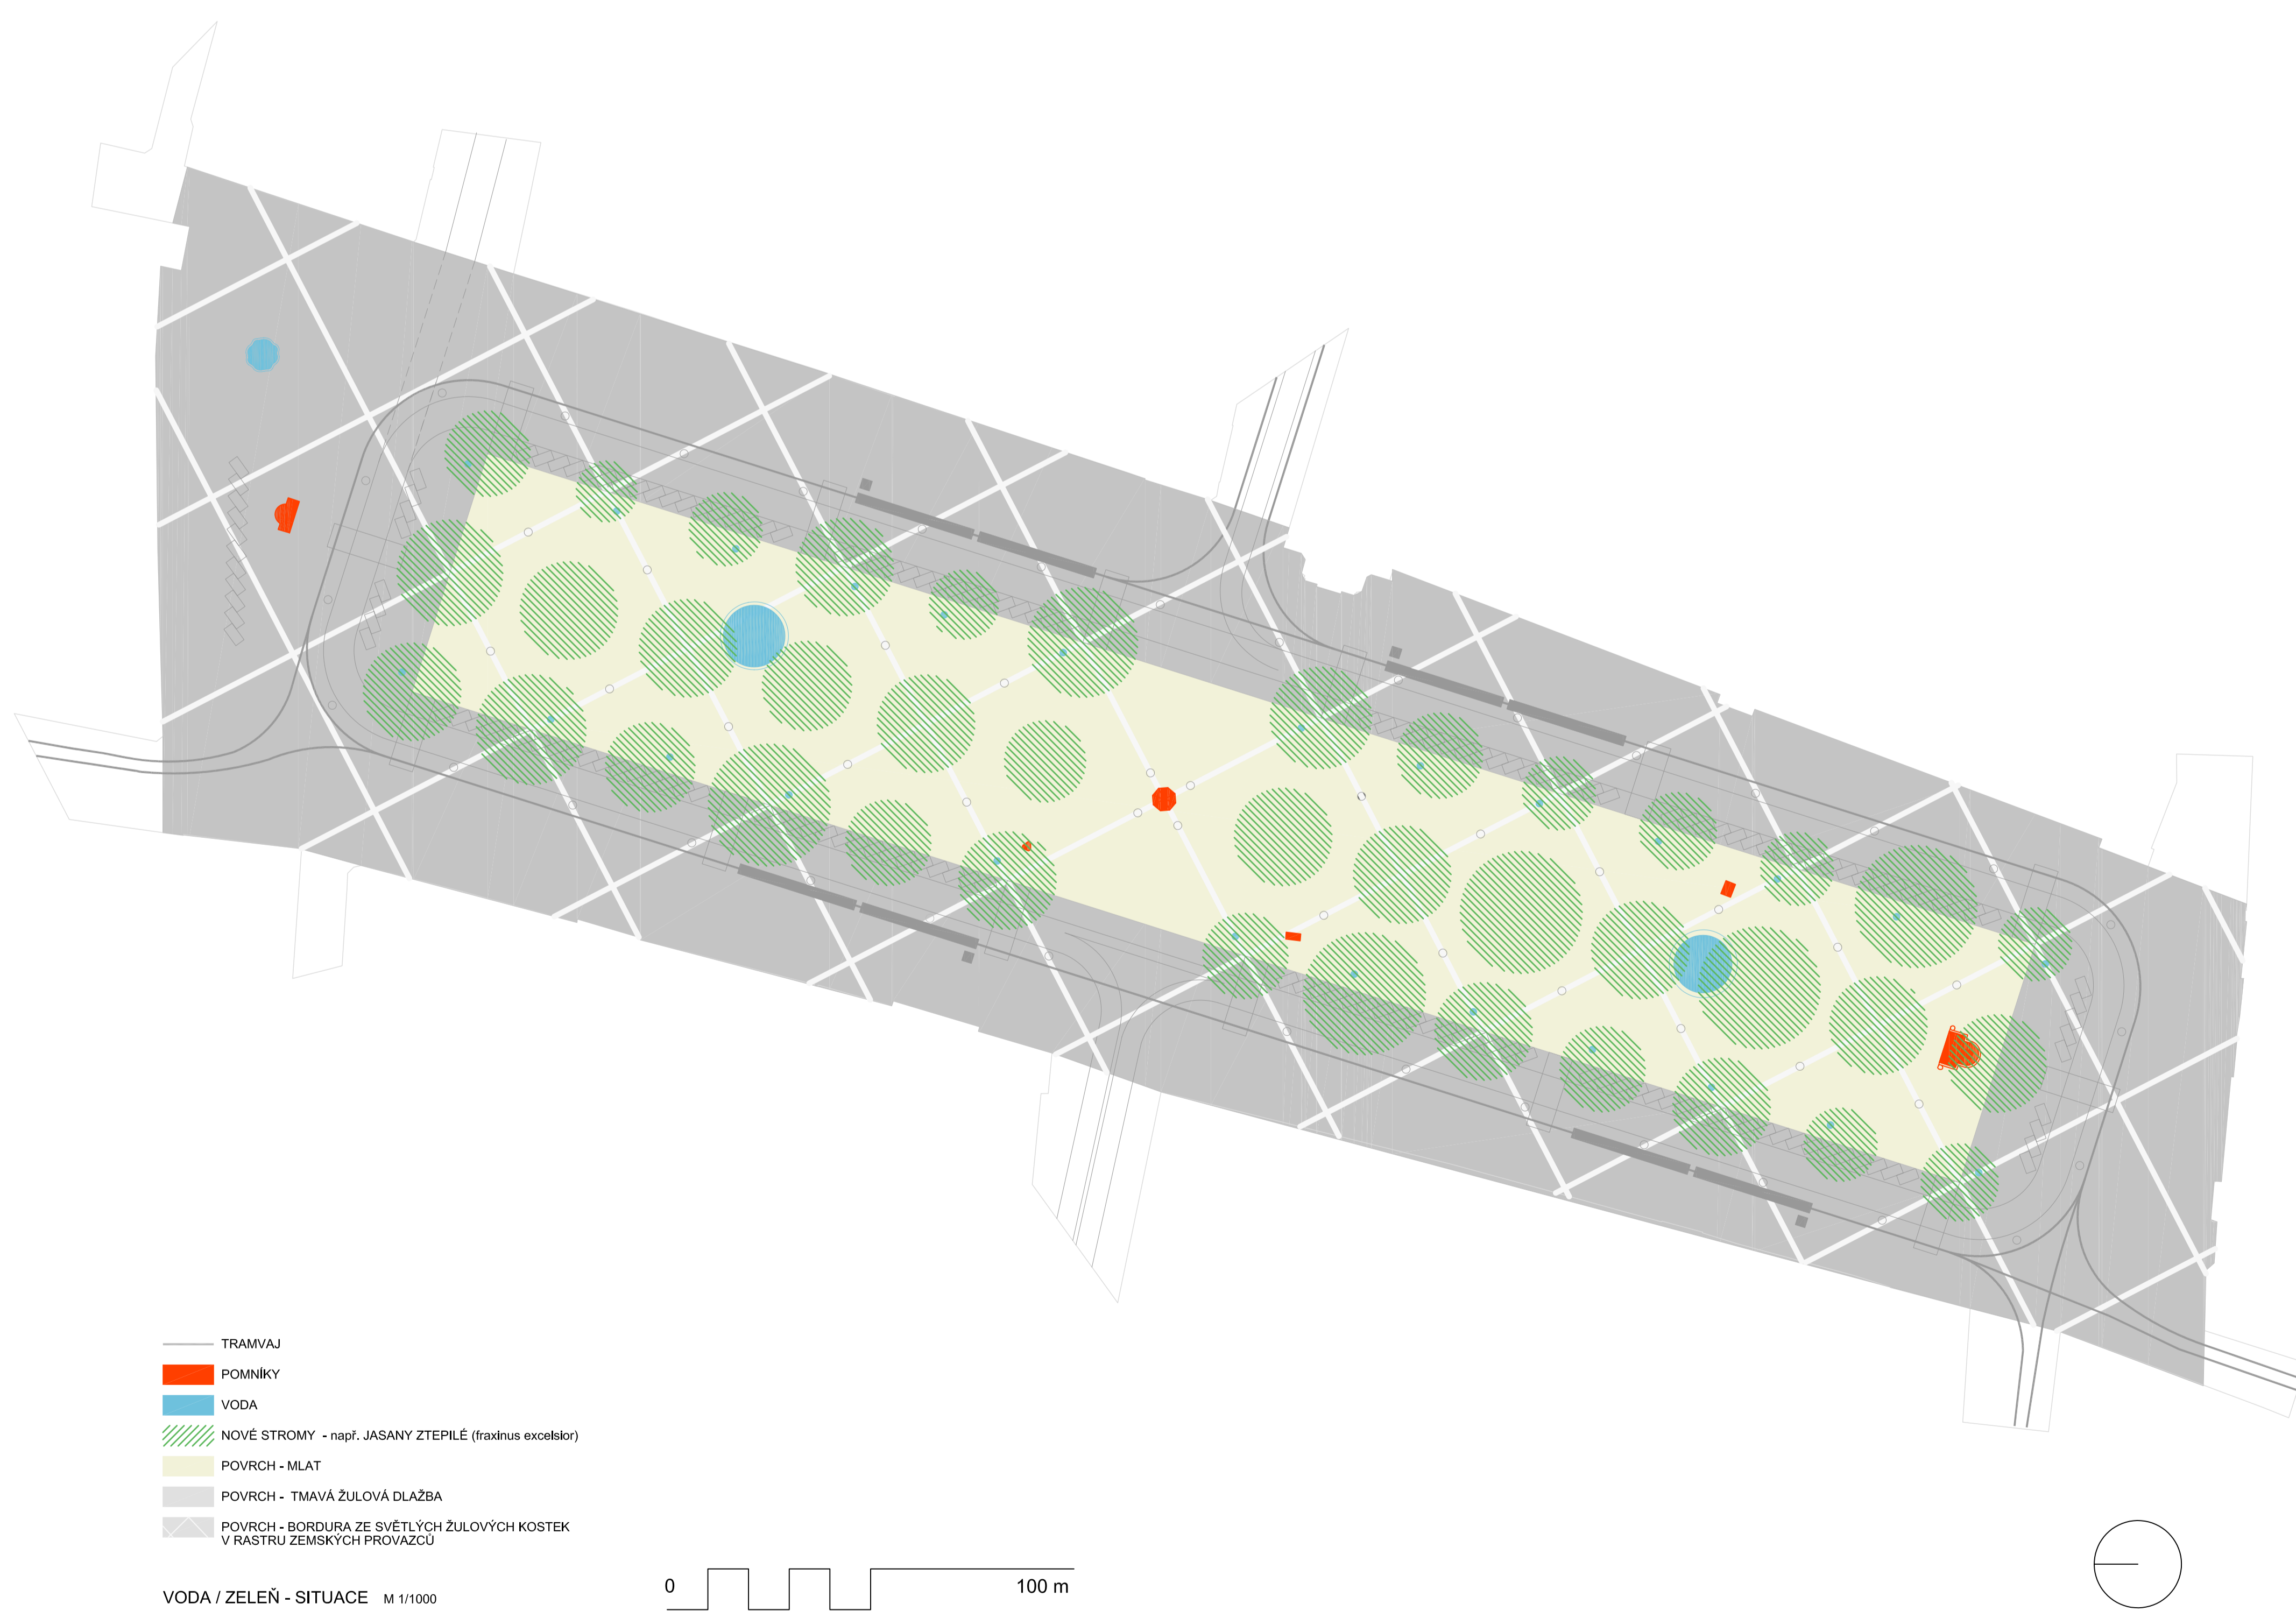 TRAMVAJ
POMNÍKY
VODA
NOVÉ STROMY - např. JASANY ZTEPILÉ (fraxinus excelsior)
POVRCH - MLAT
POVRCH - TMAVÁ ŽULOVÁ DLAŽBA
POVRCH - BORDURA ZE SVĚTLÝCH ŽULOVÝCH KOSTEK
V RASTRU ZEMSKÝCH PROVAZCŮ
VODA / ZELEŇ - SITUACE M 1/1000
0 100 m